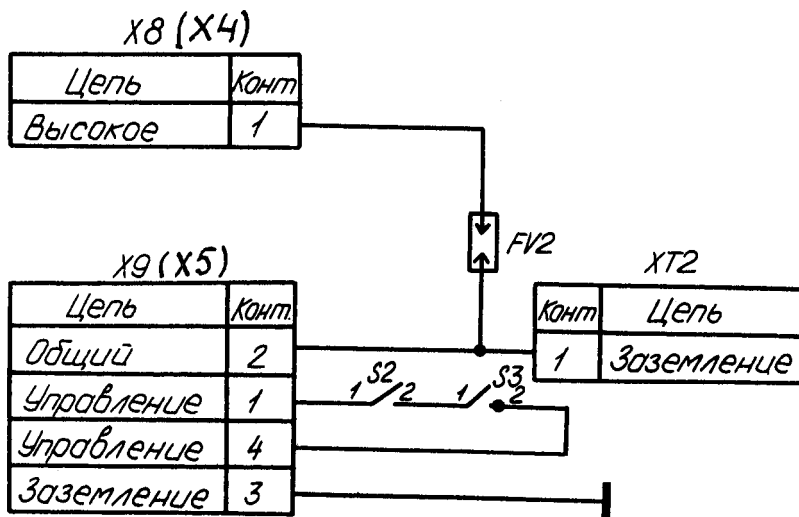 X8 (X4)
Цепь Конт
Высокое 1
FV2
X9 (X5)
Цепь Конт.
Общий 2
Управление 1
Управление 4
Заземление 3
S2
1 2
S3
1 2
XT2
Конт Цепь
1 Заземление